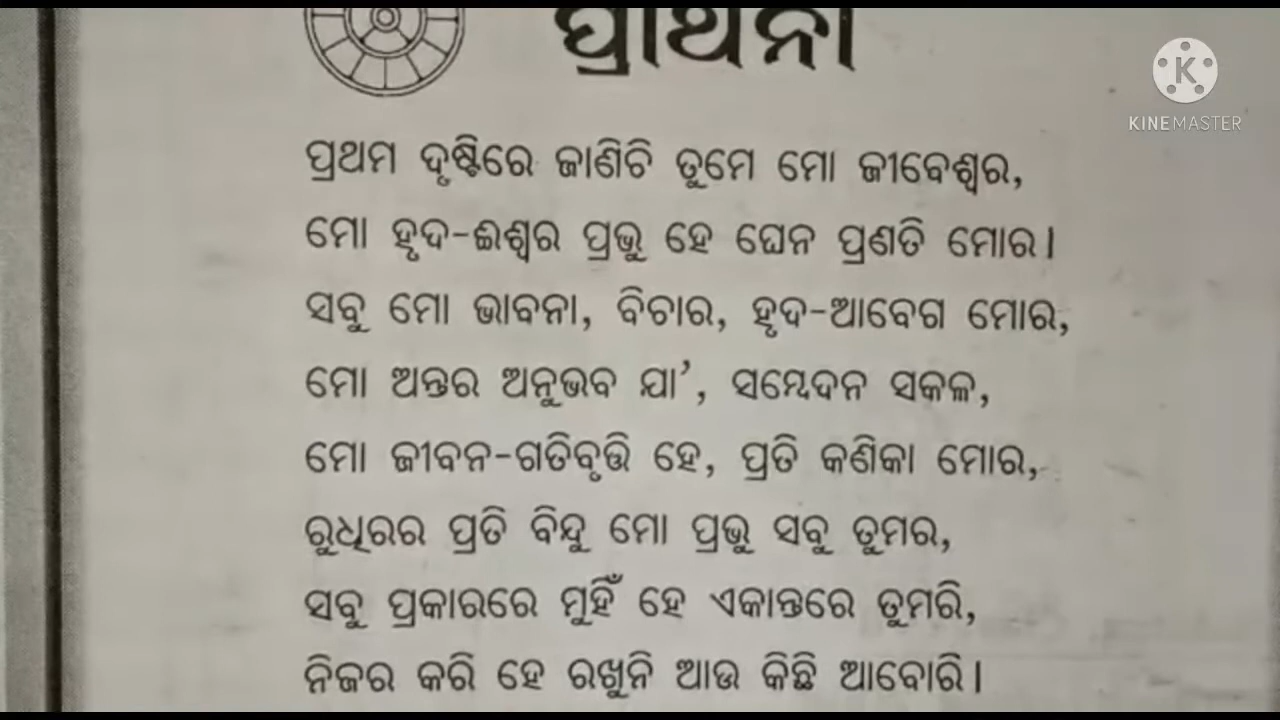 ପ୍ରାର୍ଥନା
KINEMASTER
ପ୍ରଥମ ଦୃଷ୍ଟିରେ ଜାଣିଚି ତୁମେ ମୋ ଜୀବେଶ୍ୱର,
ମୋ ହୃଦ-ଈଶ୍ୱର ପ୍ରଭୁ ହେ ଘେନ ପ୍ରଣତି ମୋର।
ସବୁ ମୋ ଭାବନା, ବିଚାର, ହୃଦ-ଆବେଗ ମୋର,
ମୋ ଅନ୍ତର ଅନୁଭବ ଯା’, ସମ୍ବେଦନ ସକଳ,
ମୋ ଜୀବନ-ଗତିବୃତ୍ତି ହେ, ପ୍ରତି କଣିକା ମୋର,
ରୁଧିରର ପ୍ରତି ବିନ୍ଦୁ ମୋ ପ୍ରଭୁ ସବୁ ତୁମର,
ସବୁ ପ୍ରକାରରେ ମୁହିଁ ହେ ଏକାନ୍ତରେ ତୁମରି,
ନିଜର କରି ହେ ରଖୁନି ଆଉ କିଛି ଆବୋରି।